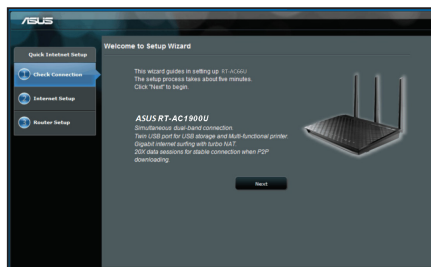 ASUS
Quick Internet Setup
Check Connection
Internet Setup
Router Setup
Welcome to Setup Wizard
This wizard guides in setting up RT-AC66U
The setup process takes about five minutes.
Click "Next" to begin.
ASUS RT-AC1900U
Simultaneous dual-band connection.
Twin USB port for USB storage and Multi-functional printer.
Gigabit internet surfing with turbo NAT.
20X data sessions for stable connection when P2P
downloading.
Next